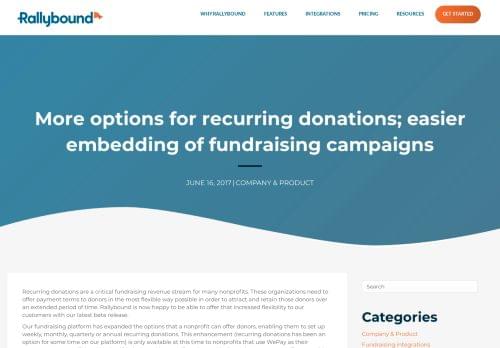 Rallybound
WHY RALLYBOUND
FEATURES
INTEGRATIONS
PRICING
RESOURCES
GET STARTED
More options for recurring donations; easier
embedding of fundraising campaigns
JUNE 16, 2017 | COMPANY & PRODUCT
Recurring donations are a critical fundraising revenue stream for many nonprofits. These organizations need to
offer payment terms to donors in the most flexible way possible in order to attract and retain those donors over
an extended period of time. Rallybound is now happy to be able to offer that increased flexibility to our
customers with our latest beta release.
Our fundraising platform has expanded the options that a nonprofit can offer donors, enabling them to set up
weekly, monthly, quarterly or annual recurring donations. This enhancement (recurring donations has been an
option for some time on our platform) is only available at this time to nonprofits that use WePay as their
Search
Categories
Company & Product
Fundraising Integrations